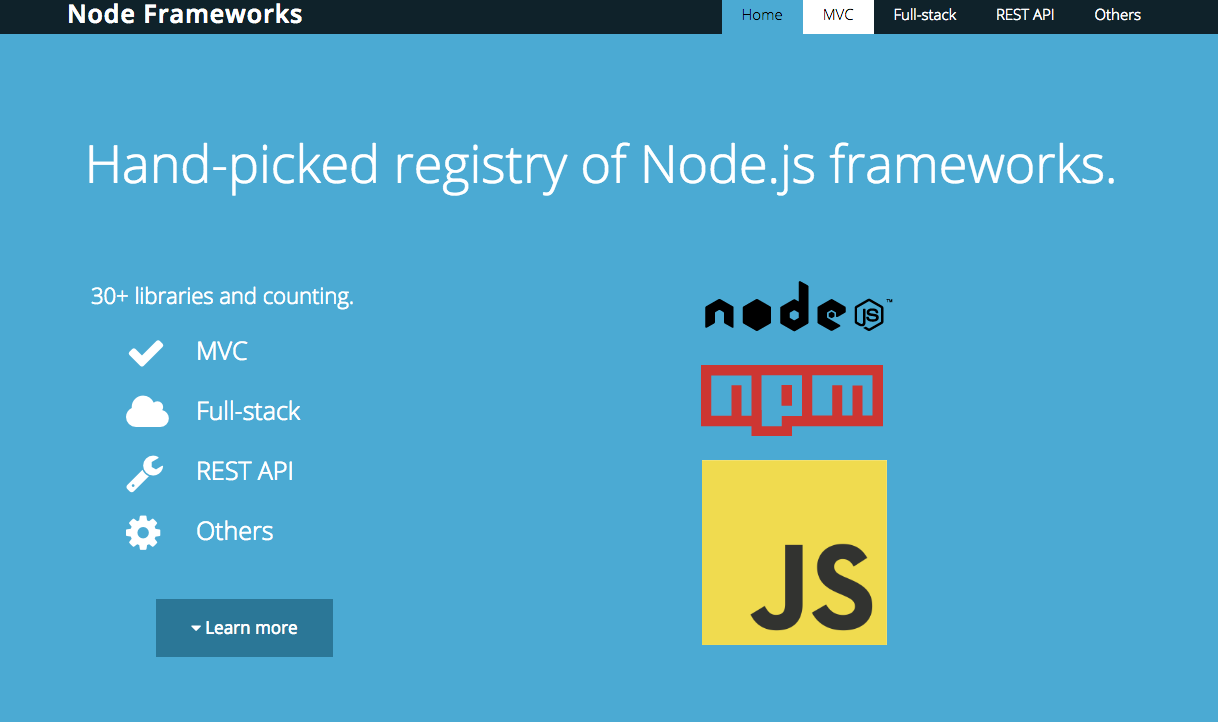 Node Frameworks
Home MVC Full-stack REST API Others
Hand-picked registry of Node.js frameworks.
30+ libraries and counting.
MVC
Full-stack
REST API
Others
Learn more
node JS ™
npm
JS